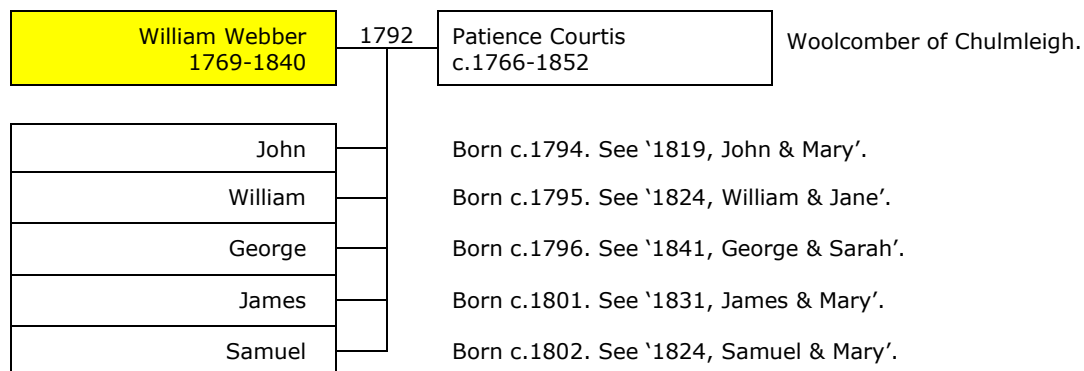 William Webber
1769-1840
1792
Patience Courtis
c.1766-1852
Woolcomber of Chulmleigh.
John
Born c.1794. See ‘1819, John & Mary’.
William
Born c.1795. See ‘1824, William & Jane’.
George
Born c.1796. See ‘1841, George & Sarah’.
James
Born c.1801. See ‘1831, James & Mary’.
Samuel
Born c.1802. See ‘1824, Samuel & Mary’.